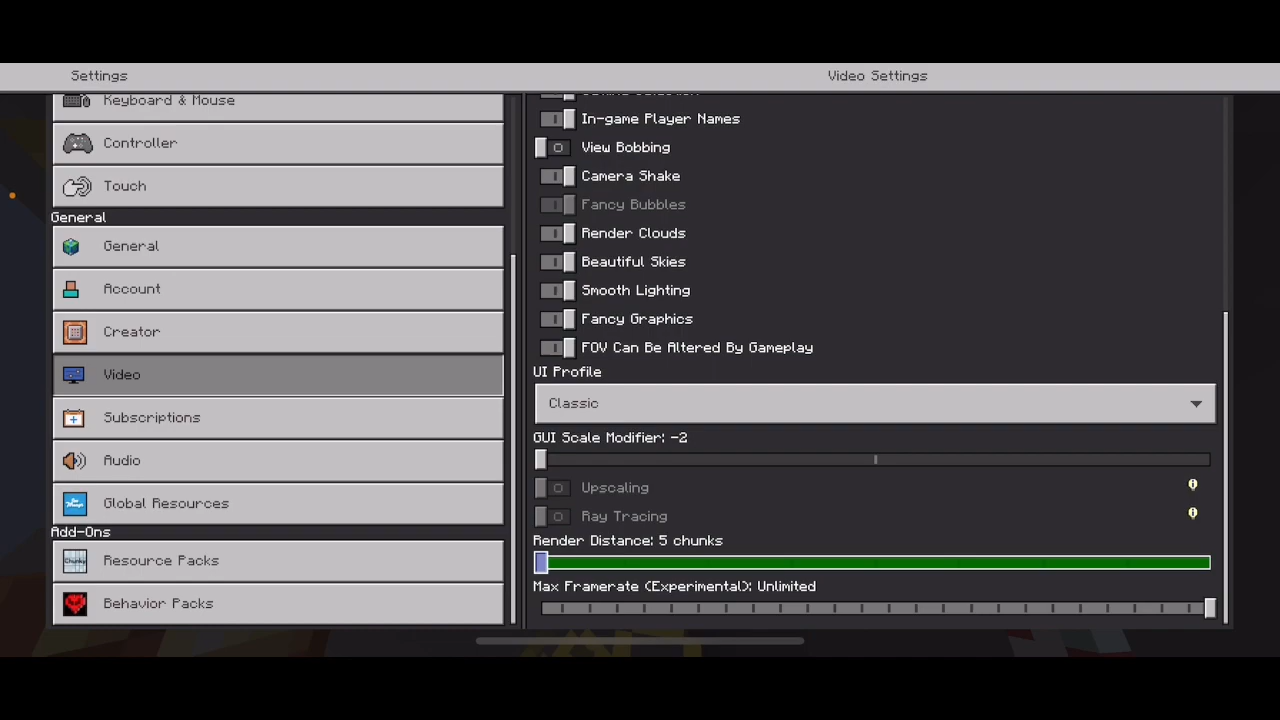 Settings
Video Settings
Keyboard & Mouse
Controller
Touch
General
General
Account
Creator
Video
Subscriptions
Audio
Global Resources
Add-Ons
Resource Packs
Behavior Packs
In-game Player Names
View Bobbing
Camera Shake
Fancy Bubbles
Render Clouds
Beautiful Skies
Smooth Lighting
Fancy Graphics
FOV Can Be Altered By Gameplay
UI Profile
Classic
GUI Scale Modifier: -2
Upscaling
Ray Tracing
Render Distance: 5 chunks
Max Framerate (Experimental): Unlimited